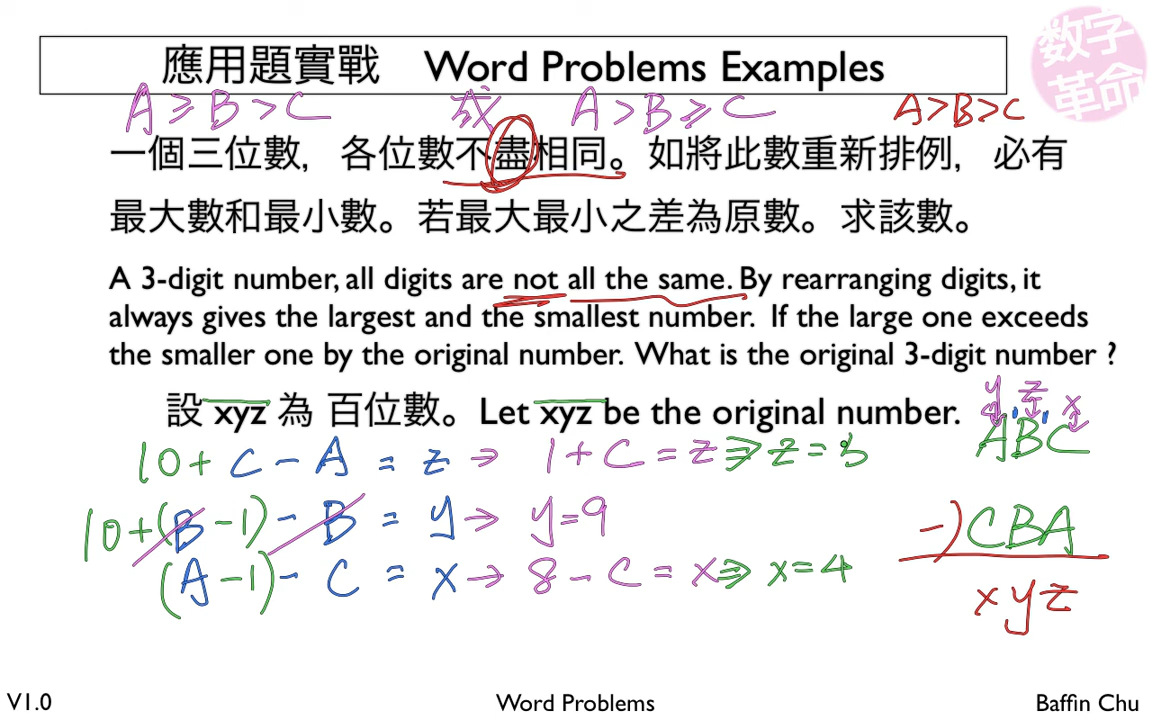 数字
革命
應用題實戰 Word Problems Examples
A ≥ B > C 或 A > B ≥ C A > B > C
一個三位數，各位數不盡相同。如將此數重新排例，必有
最大數和最小數。若最大最小之差為原數。求該數。
A 3-digit number, all digits are not all the same. By rearranging digits, it
always gives the largest and the smallest number. If the large one exceeds
the smaller one by the original number. What is the original 3-digit number ?
設 xyz 為 百位數。Let xyz be the original number.
y z x
ABC
10 + C - A = z → 1 + C = z ⇒ z =
10 + (B - 1) - B = y → y = 9
-) CBA
(A - 1) - C = x → 8 - C = x ⇒ x = 4
x y z
V1.0 Word Problems Baffin Chu